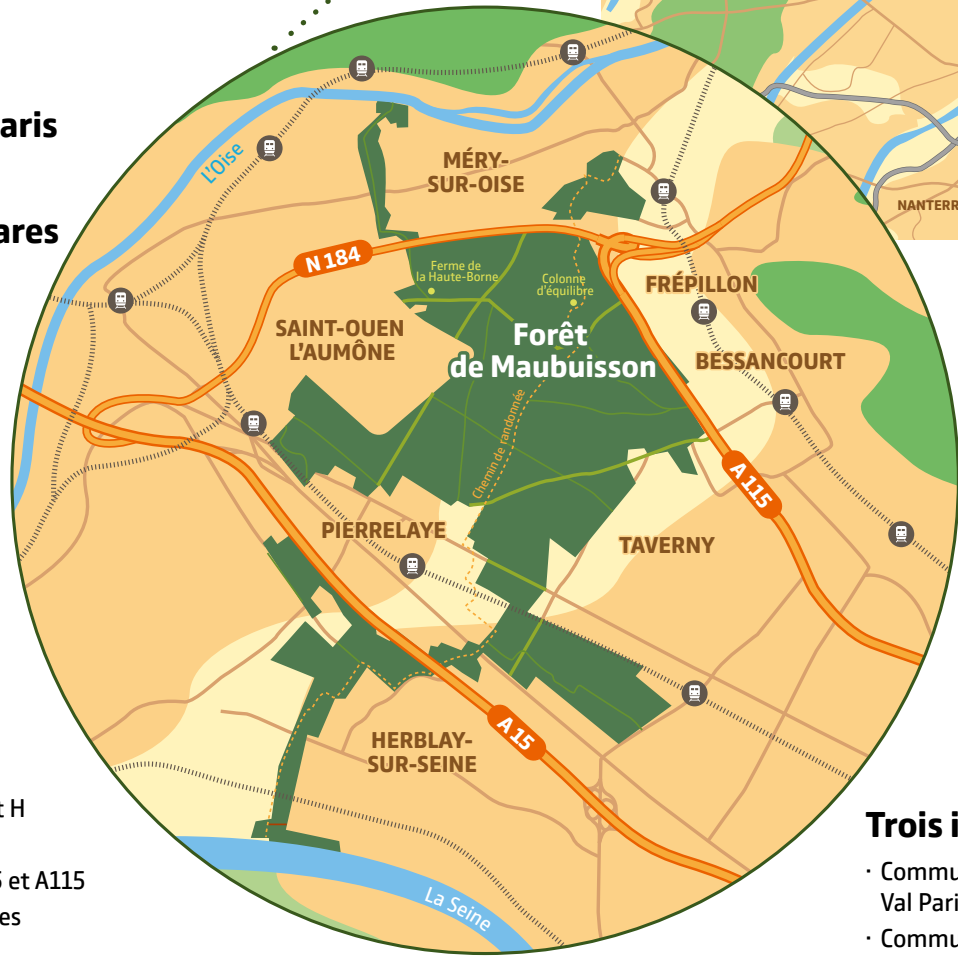 aris
ares
L'Oise
MÉRY-
SUR-OISE
NANTERR
N 184
Ferme de
la Haute-Borne
Colonne
d'équilibre
FRÉPILLON
SAINT-OUEN
L'AUMÔNE
Forêt
de Maubuisson
BESSANCOURT
Chemin de randonnée
A 115
PIERRELAYE
TAVERNY
A 15
HERBLAY-
SUR-SEINE
t H
et A115
es
La Seine
Trois i
· Commu
Val Pari
· Commu